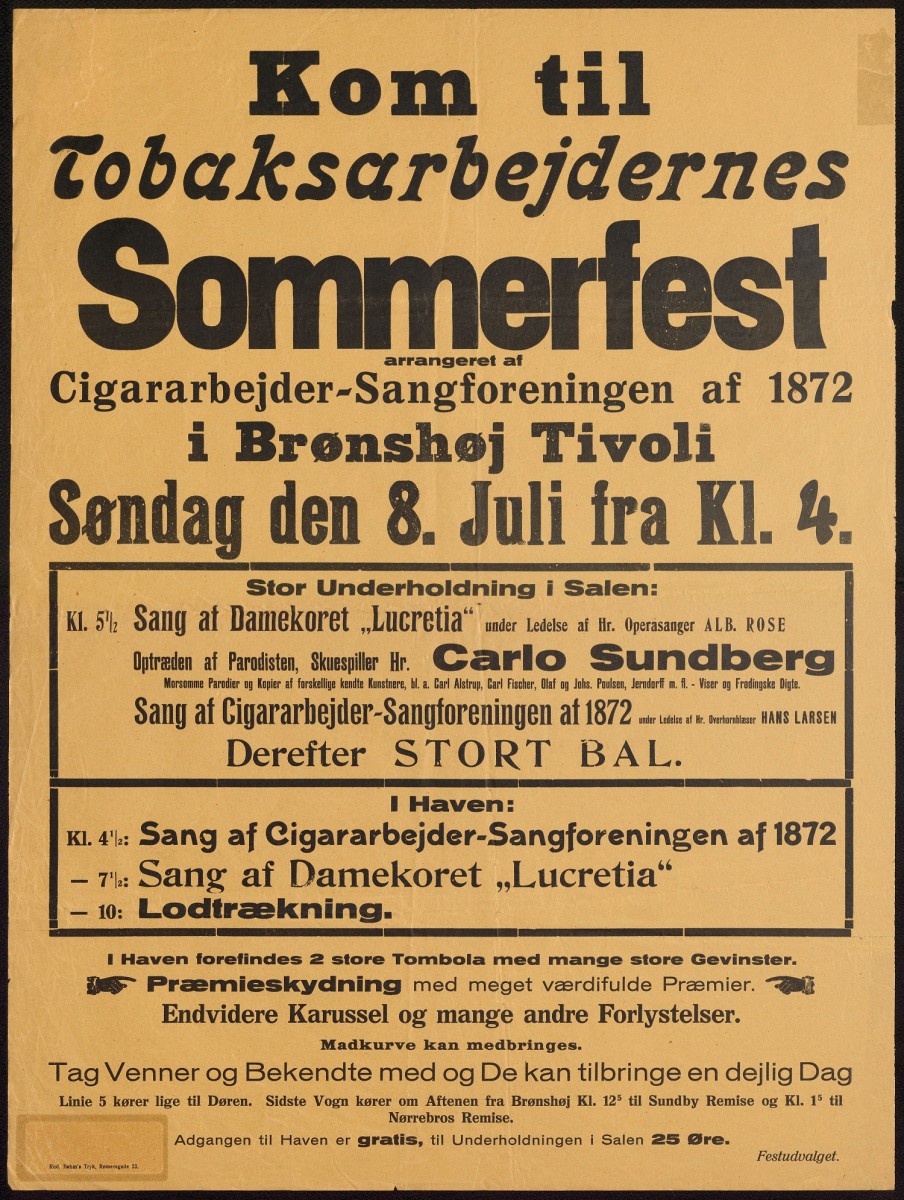 Kom til
Tobaksarbejdernes
Sommerfest
arrangeret af
Cigararbejder-Sangforeningen af 1872
i Brønshøj Tivoli
Søndag den 8. Juli fra Kl. 4.
Stor Underholdning i Salen:
Kl. 5 1/2 Sang af Damekoret „Lucretia“ under Ledelse af Hr. Operasanger ALB. ROSE
Optræden af Parodisten, Skuespiller Hr. Carlo Sundberg
Morsomme Parodier og Kopier af forskellige kendte Kunstnere, bl. a. Carl Alstrup, Carl Fischer, Olaf og Johs. Poulsen, Jerndorff m. fl. - Viser og Fredingske Digte.
Sang af Cigararbejder-Sangforeningen af 1872 under Ledelse af Hr. Overhornblæser HANS LARSEN
Derefter STORT BAL.
I Haven:
Kl. 4 1/2: Sang af Cigararbejder-Sangforeningen af 1872
— 7 1/2: Sang af Damekoret „Lucretia“
— 10: Lodtrækning.
I Haven forefindes 2 store Tombola med mange store Gevinster.
Præmieskydning med meget værdifulde Præmier.
Endvidere Karussel og mange andre Forlystelser.
Madkurve kan medbringes.
Tag Venner og Bekendte med og De kan tilbringe en dejlig Dag
Linie 5 kører lige til Døren. Sidste Vogn kører om Aftenen fra Brønshøj Kl. 12⁵ til Sundby Remise og Kl. 1⁵ til
Nørrebros Remise.
Adgangen til Haven er gratis, til Underholdningen i Salen 25 Øre.
Festudvalget.
Tryk,